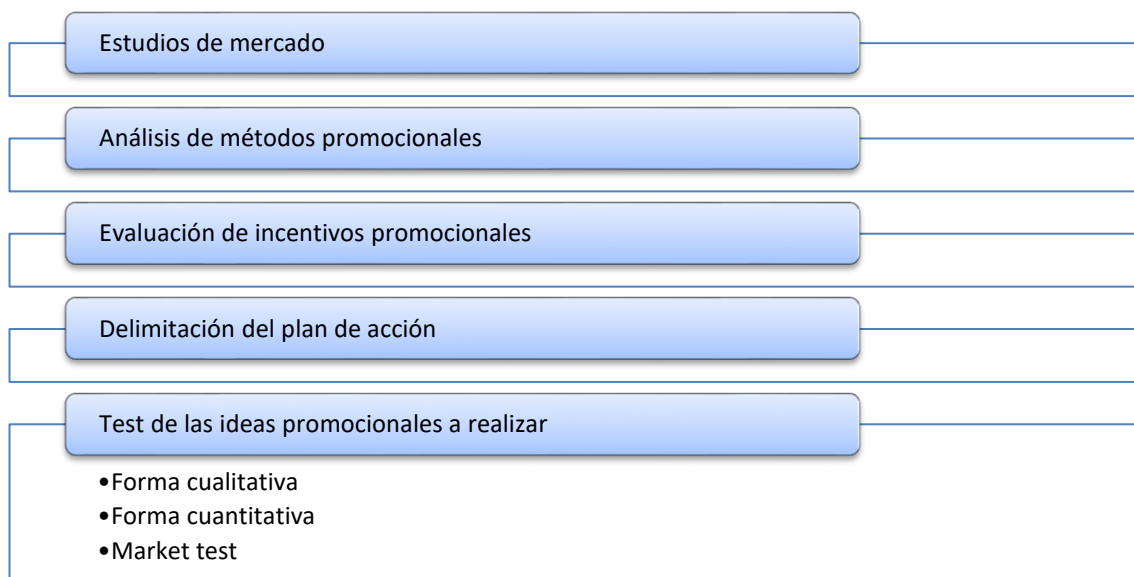 Estudios de mercado
Análisis de métodos promocionales
Evaluación de incentivos promocionales
Delimitación del plan de acción
Test de las ideas promocionales a realizar
•Forma cualitativa
•Forma cuantitativa
•Market test